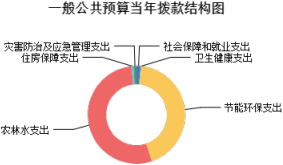 一般公共预算当年拨款结构图
灾害防治及应急管理支出
社会保障和就业支出
住房保障支出
卫生健康支出
节能环保支出
农林水支出